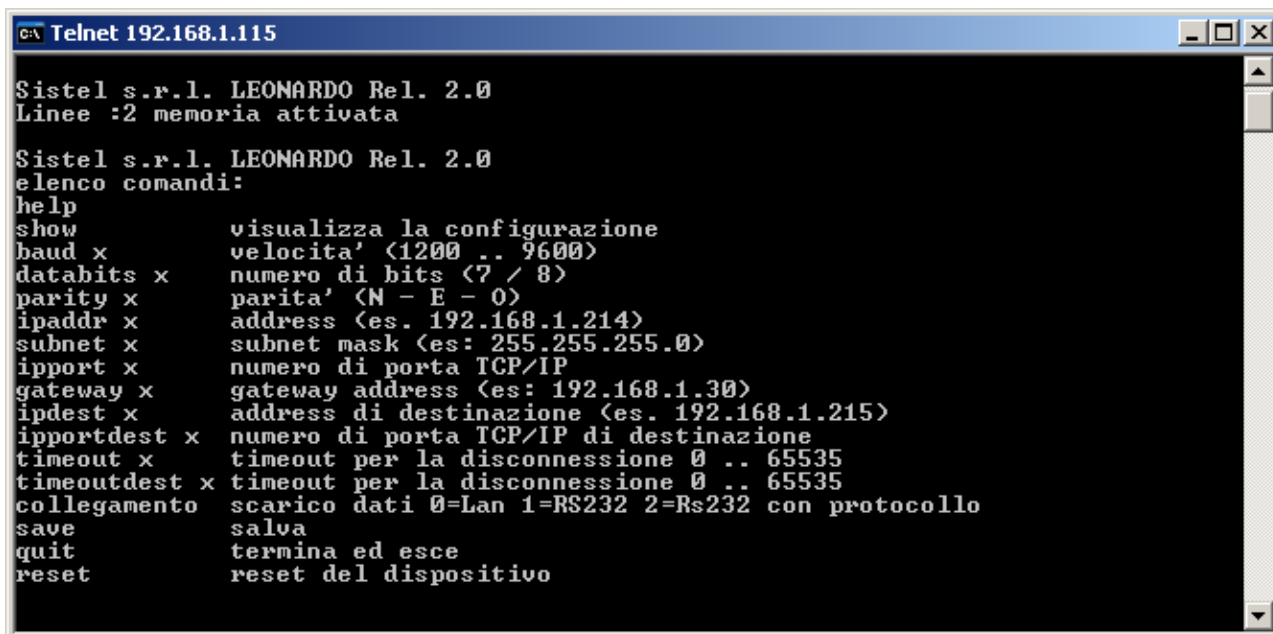 Telnet 192.168.1.115
Sistel s.r.l. LEONARDO Rel. 2.0
Linee :2 memoria attivata
Sistel s.r.l. LEONARDO Rel. 2.0
elenco comandi:
help
show visualizza la configurazione
baud x velocita' (1200 .. 9600)
databits x numero di bits (7 / 8)
parity x parita' (N - E - O)
ipaddr x address (es. 192.168.1.214)
subnet x subnet mask (es: 255.255.255.0)
ipport x numero di porta TCP/IP
gateway x gateway address (es: 192.168.1.30)
ipdest x address di destinazione (es. 192.168.1.215)
ipportdest x numero di porta TCP/IP di destinazione
timeout x timeout per la disconnessione 0 .. 65535
timeoutdest x timeout per la disconnessione 0 .. 65535
collegamento scarico dati 0=Lan 1=RS232 2=Rs232 con protocollo
save salva
quit termina ed esce
reset reset del dispositivo